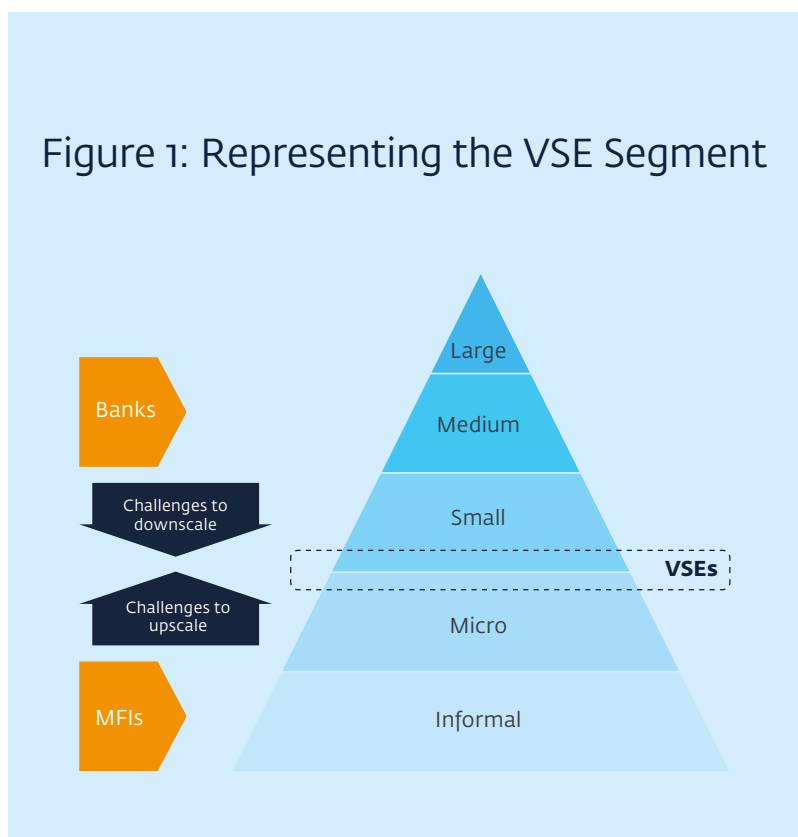 Figure 1: Representing the VSE Segment
Large
Banks
Medium
Challenges to
downscale
Small
VSEs
Challenges to
upscale
Micro
MFIs
Informal